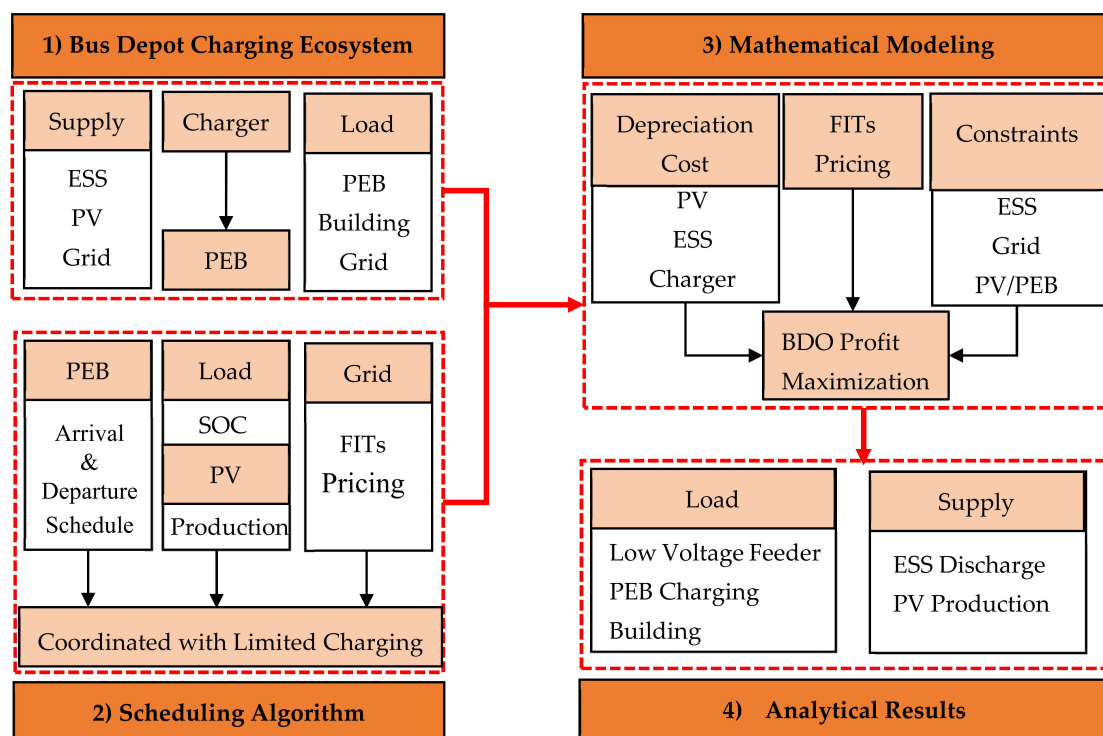 1) Bus Depot Charging Ecosystem
Supply
ESS
PV
Grid
Charger
PEB
Load
PEB
Building
Grid
PEB
Arrival
&
Departure
Schedule
Load
SOC
PV
Production
Grid
FITs
Pricing
Coordinated with Limited Charging
2) Scheduling Algorithm
3) Mathematical Modeling
Depreciation
Cost
PV
ESS
Charger
FITs
Pricing
Constraints
ESS
Grid
PV/PEB
BDO Profit
Maximization
Load
Low Voltage Feeder
PEB Charging
Building
Supply
ESS Discharge
PV Production
4) Analytical Results